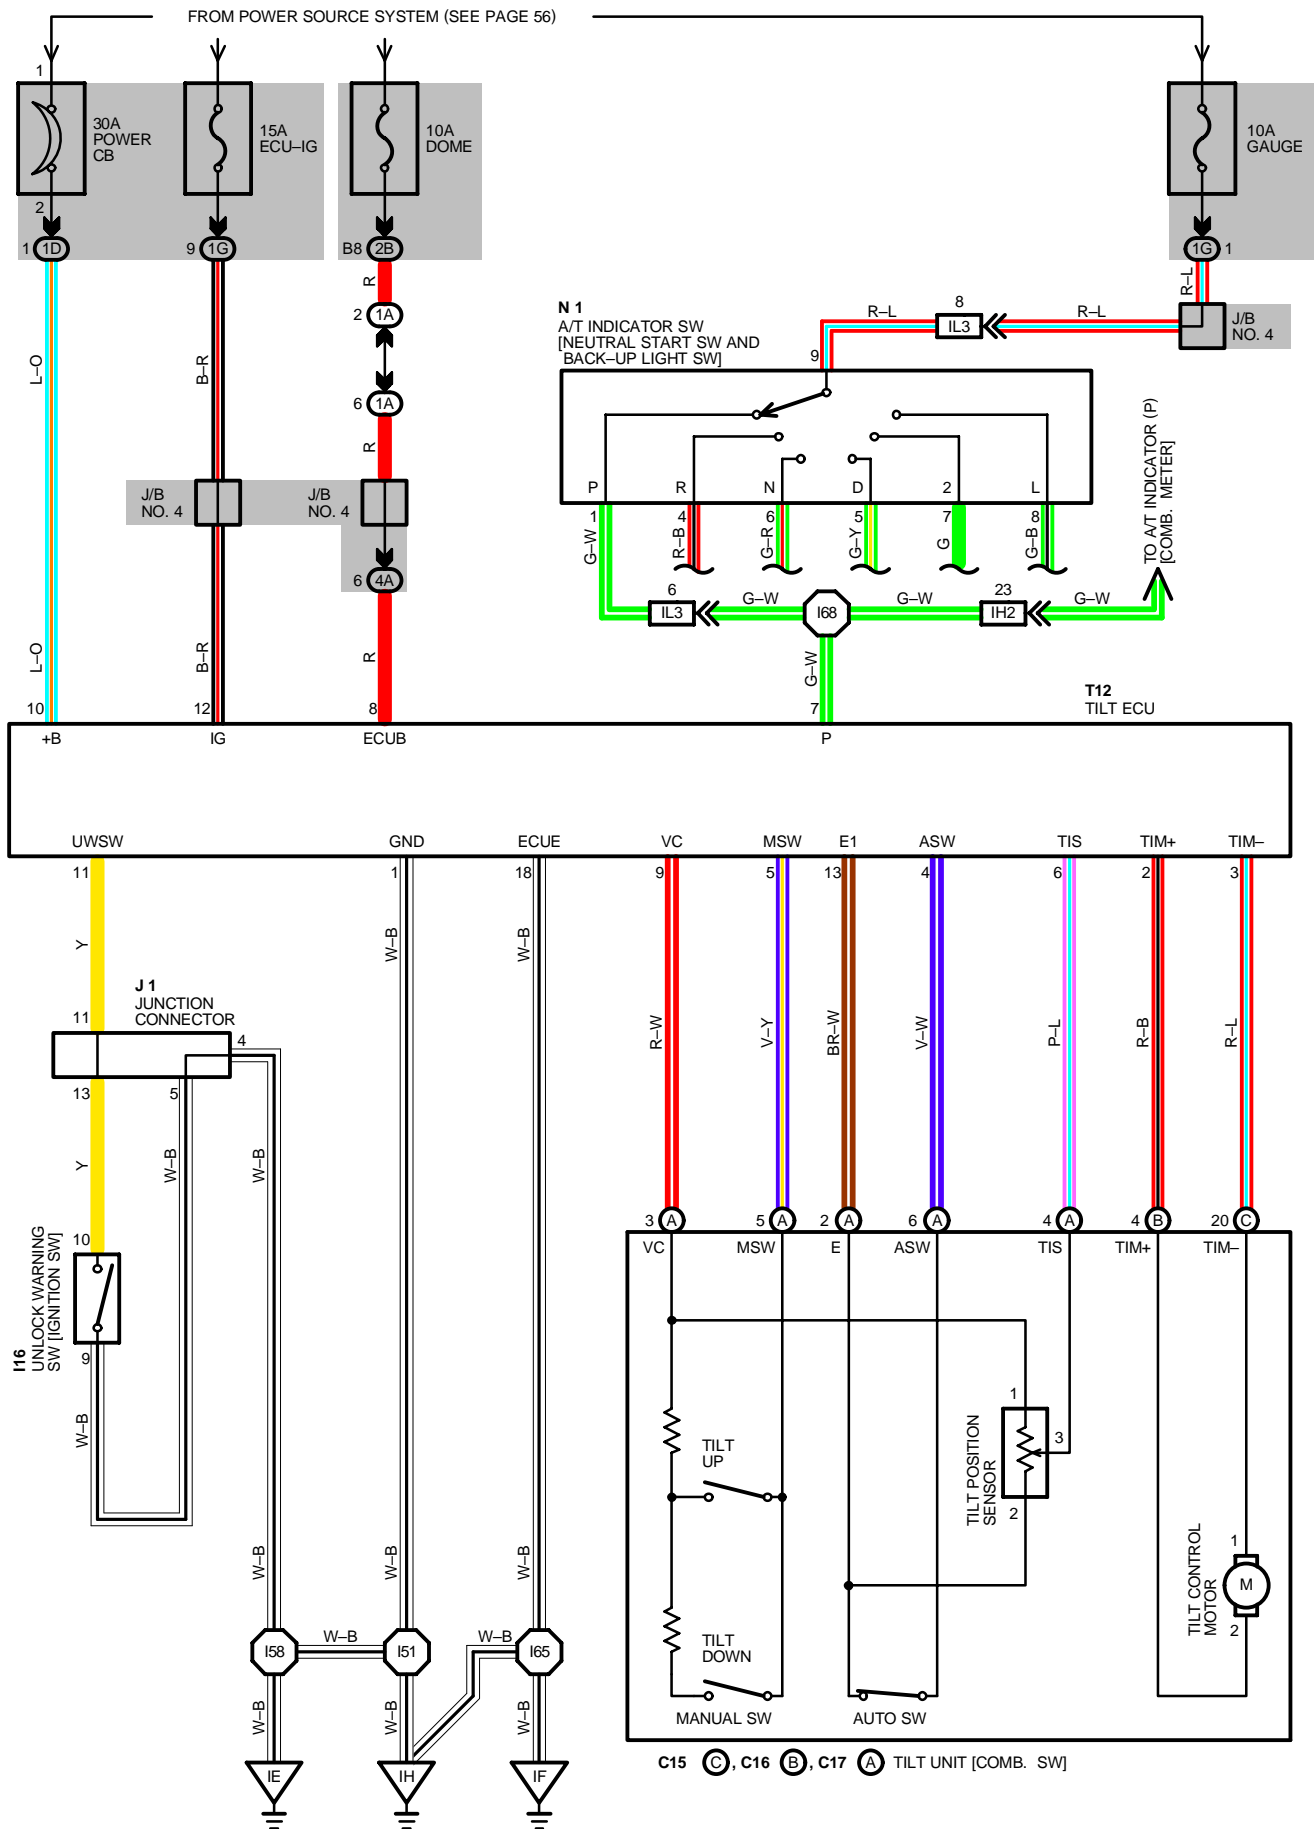 FROM POWER SOURCE SYSTEM (SEE PAGE 56)
1
30A
POWER
CB
15A
ECU–IG
10A
DOME
10A
GAUGE
2
1
1D
9
1G
B8
2B
1G
1
L–O
B–R
R
2
1A
6
1A
R
J/B
NO. 4
J/B
NO. 4
6
4A
L–O
B–R
R
R–L
J/B
NO. 4
R–L
8
IL3
R–L
N 1
A/T INDICATOR SW
[NEUTRAL START SW AND
BACK–UP LIGHT SW]
9
P
R
N
D
2
L
1
4
6
5
7
8
G–W
R–B
G–R
G–Y
G
G–B
TO A/T INDICATOR (P)
[COMB. METER]
6
IL3
G–W
I68
G–W
23
IH2
G–W
G–W
T12
TILT ECU
10
12
8
7
+B
IG
ECUB
P
UWSW
GND
ECUE
VC
MSW
E1
ASW
TIS
TIM+
TIM–
11
1
18
9
5
13
4
6
2
3
Y
W–B
W–B
R–W
V–Y
BR–W
V–W
P–L
R–B
R–L
J 1
JUNCTION
CONNECTOR
11
4
13
5
Y
W–B
W–B
10
I16
UNLOCK WARNING
SW [IGNITION SW]
9
W–B
W–B
W–B
W–B
I58
W–B
I51
W–B
I65
W–B
W–B
W–B
IE
IH
IF
3
A
5
A
2
A
6
A
4
A
4
B
20
C
VC
MSW
E
ASW
TIS
TIM+
TIM–
TILT
UP
TILT
DOWN
MANUAL SW
AUTO SW
1
3
2
TILT POSITION
SENSOR
1
M
2
TILT CONTROL
MOTOR
C15 C , C16 B , C17 A TILT UNIT [COMB. SW]